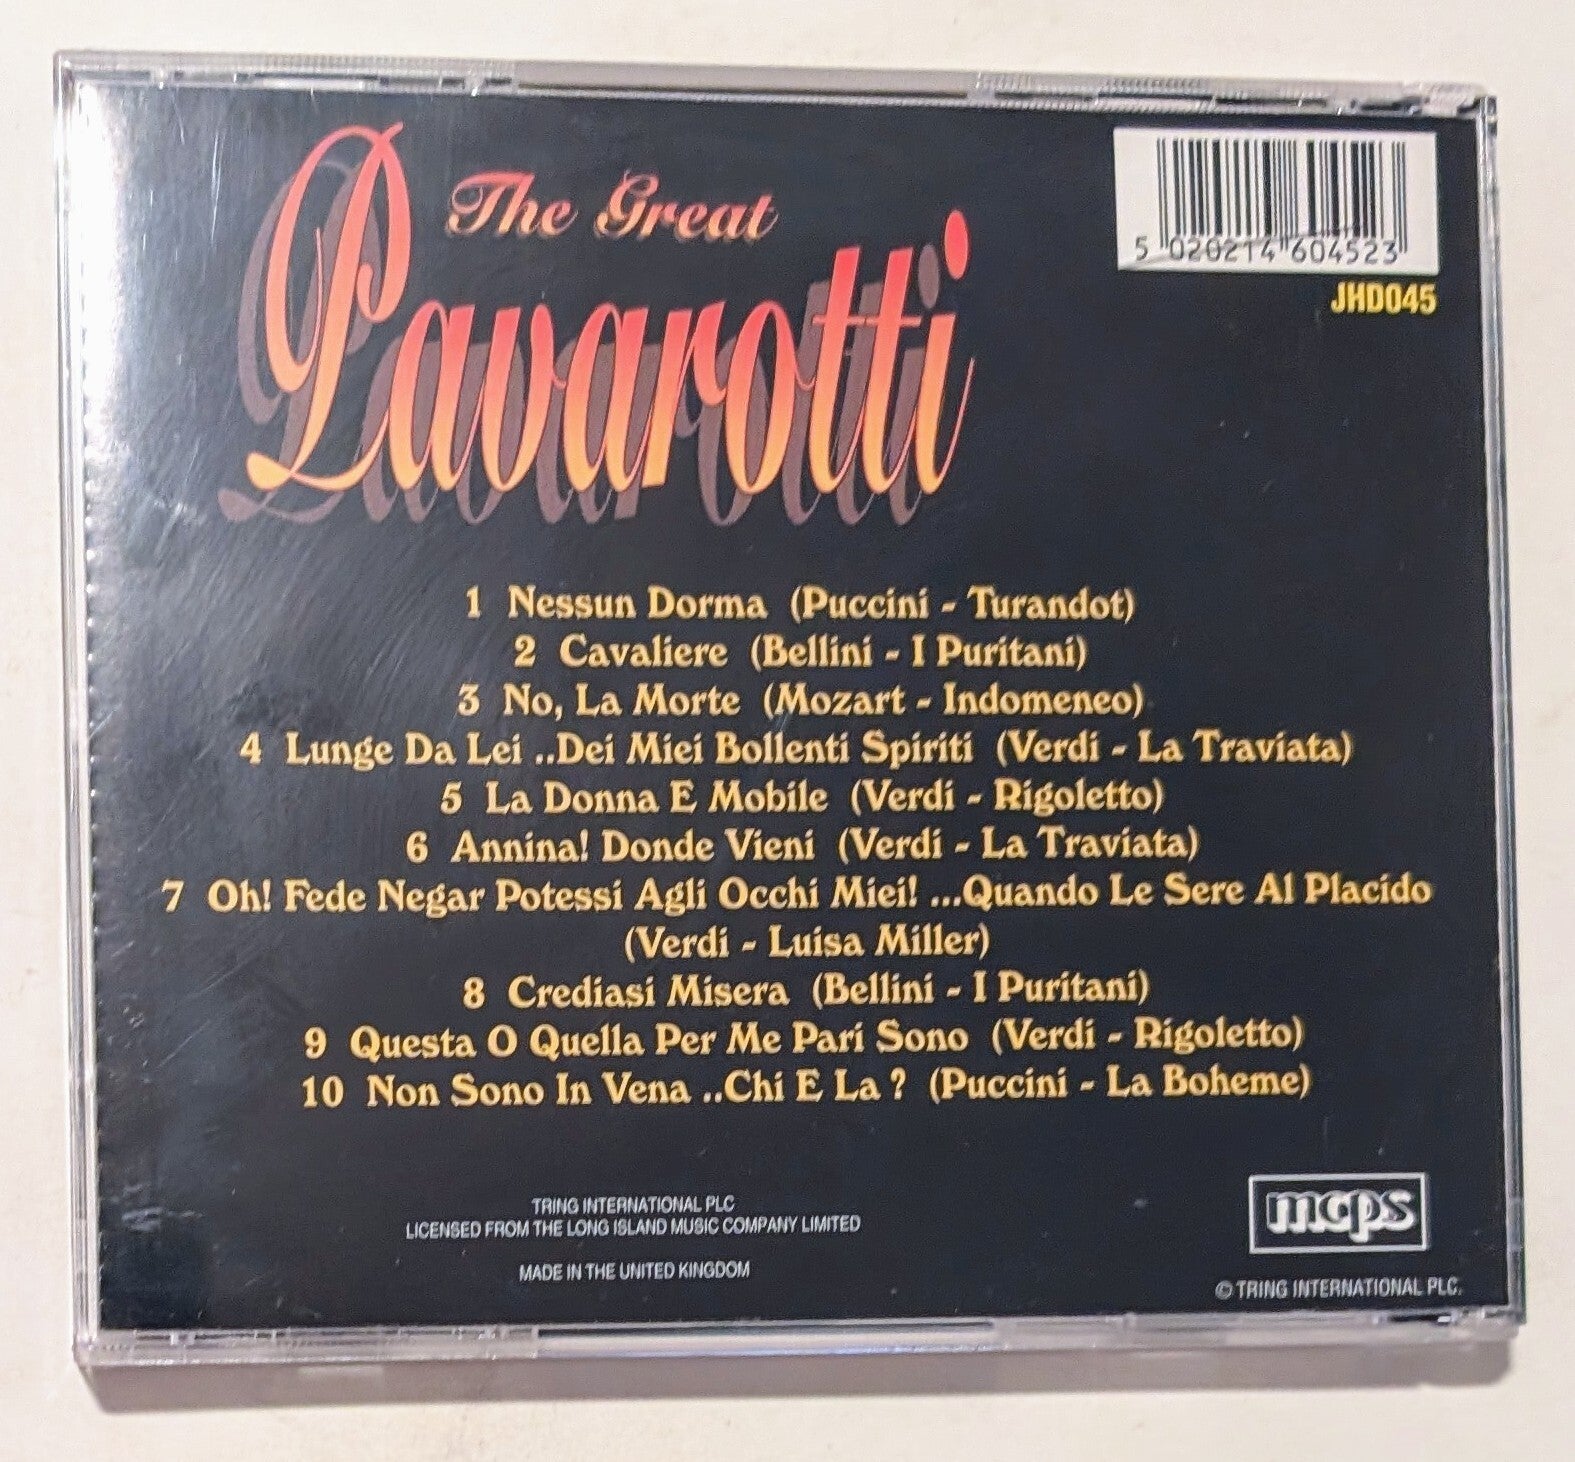 The Great
Pavarotti
5 020214 604523
JHD045
1 Nessun Dorma (Puccini - Turandot)
2 Cavaliere (Bellini - I Puritani)
3 No, La Morte (Mozart - Indomeneo)
4 Lunge Da Lei ..Dei Miei Bollenti Spiriti (Verdi - La Traviata)
5 La Donna E Mobile (Verdi - Rigoletto)
6 Annina! Donde Vieni (Verdi - La Traviata)
7 Oh! Fede Negar Potessi Agli Occhi Miei! ...Quando Le Sere Al Placido
(Verdi - Luisa Miller)
8 Crediasi Misera (Bellini - I Puritani)
9 Questa O Quella Per Me Pari Sono (Verdi - Rigoletto)
10 Non Sono In Vena ..Chi E La ? (Puccini - La Boheme)
TRING INTERNATIONAL PLC
LICENSED FROM THE LONG ISLAND MUSIC COMPANY LIMITED
MADE IN THE UNITED KINGDOM
mcps
© TRING INTERNATIONAL PLC.